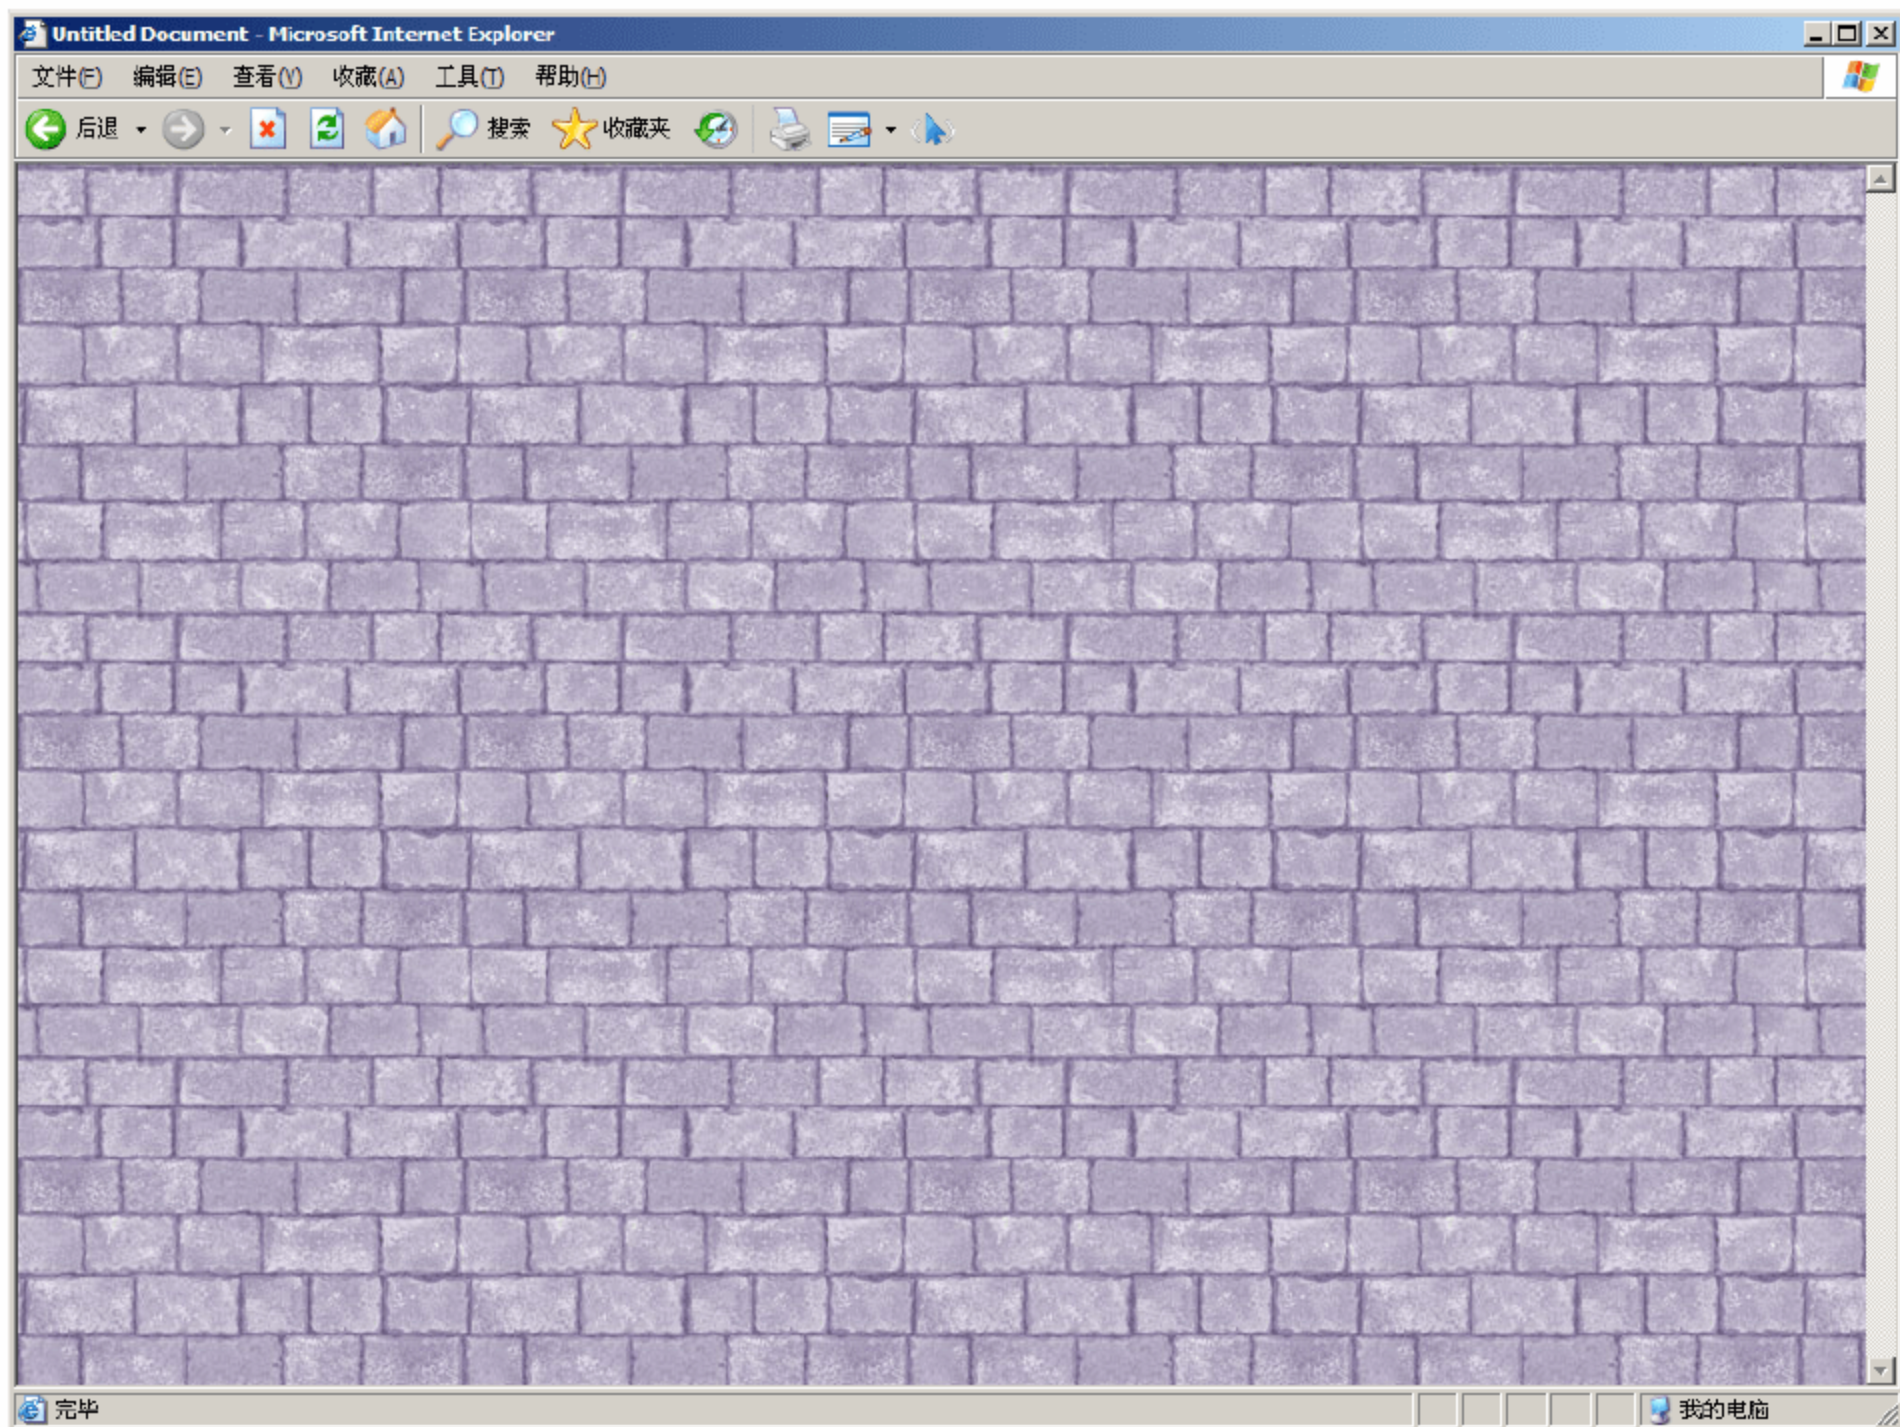 Untitled Document - Microsoft Internet Explorer
文件(F) 编辑(E) 查看(V) 收藏(A) 工具(T) 帮助(H)
后退 搜索 收藏夹
完毕 我的电脑